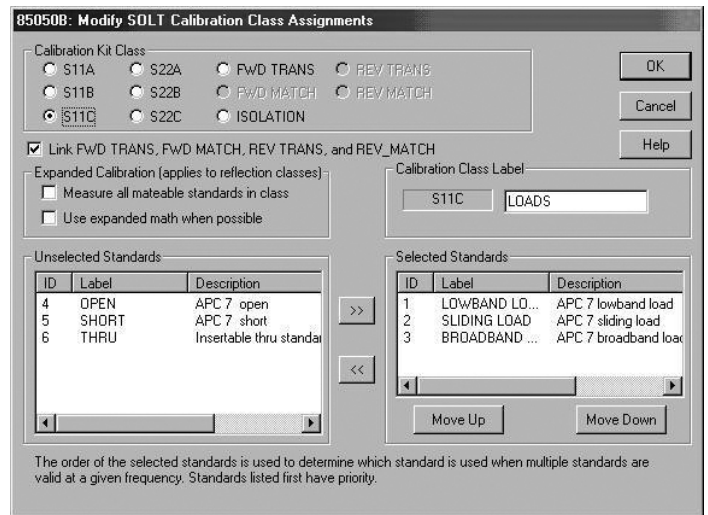 85050B: Modify SOLT Calibration Class Assignments
Calibration Kit Class
S11A S22A FWD TRANS REV TRANS
S11B S22B FWD MATCH REV MATCH
S11C S22C ISOLATION
OK
Cancel
Help
Link FWD TRANS, FWD MATCH, REV TRANS, and REV_MATCH
Expanded Calibration (applies to reflection classes)
Measure all mateable standards in class
Use expanded math when possible
Calibration Class Label
S11C LOADS
Unselected Standards
ID Label Description
4 OPEN APC 7 open
5 SHORT APC 7 short
6 THRU Insertable thru standar
>>
<<
Selected Standards
ID Label Description
1 LOWBAND LO... APC 7 lowband load
2 SLIDING LOAD APC 7 sliding load
3 BROADBAND ... APC 7 broadband load
Move Up Move Down
The order of the selected standards is used to determine which standard is used when multiple standards are
valid at a given frequency. Standards listed first have priority.